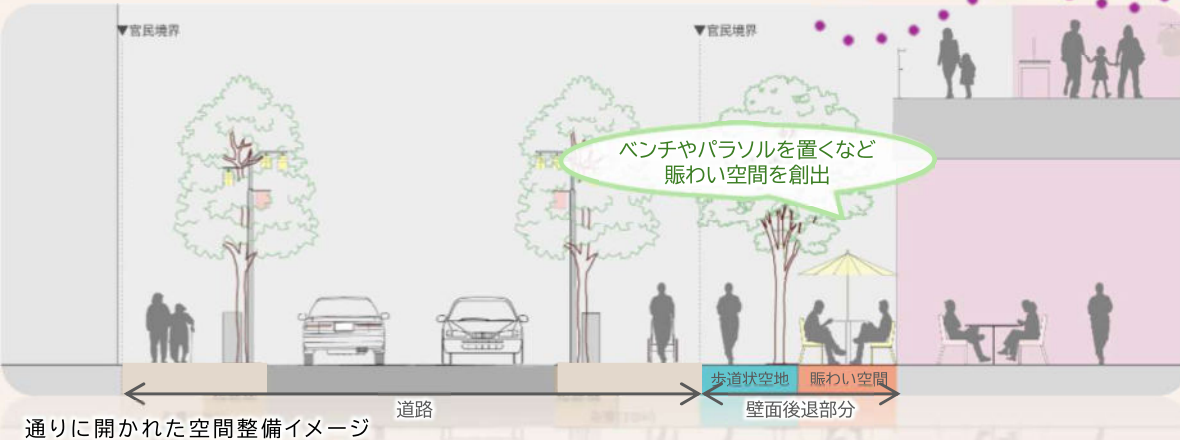 ▼官民境界
▼官民境界
ベンチやパラソルを置くなど
賑わい空間を創出
歩道状空地
賑わい空間
道路
壁面後退部分
通りに開かれた空間整備イメージ